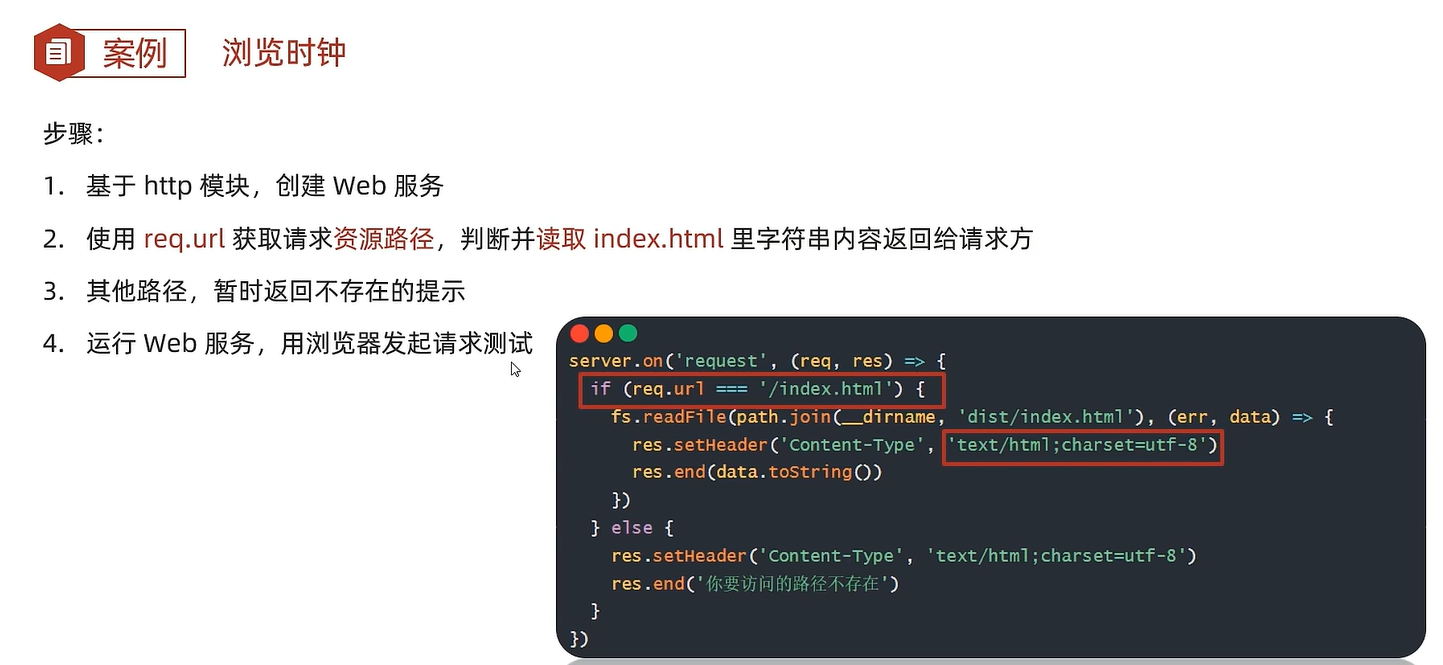 案例 浏览时钟
步骤：
1. 基于 http 模块，创建 Web 服务
2. 使用 req.url 获取请求资源路径，判断并读取 index.html 里字符串内容返回给请求方
3. 其他路径，暂时返回不存在的提示
4. 运行 Web 服务，用浏览器发起请求测试
server.on('request', (req, res) => {
  if (req.url === '/index.html') {
    fs.readFile(path.join(__dirname, 'dist/index.html'), (err, data) => {
      res.setHeader('Content-Type', 'text/html;charset=utf-8')
      res.end(data.toString())
    })
  } else {
    res.setHeader('Content-Type', 'text/html;charset=utf-8')
    res.end('你要访问的路径不存在')
  }
})